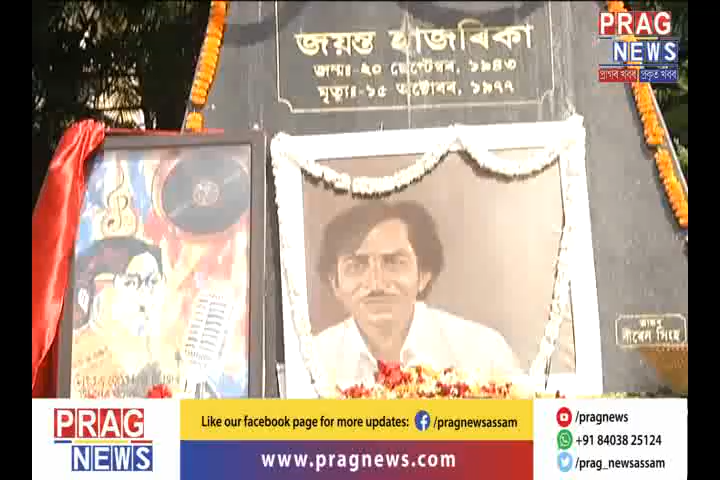 জয়ন্ত হাজৰিকা
জন্মঃ-২০ ছেপ্টেম্বৰ, ১৯৪৩
মৃত্যুঃ-১৫ অক্টোবৰ, ১৯৭৭
PRAG
NEWS
প্ৰাগৰ খবৰ প্ৰকৃত খবৰ
ভাস্কৰ
বীৰেন সিংহ
PRAG
NEWS
Like our facebook page for more updates: f /pragnewsassam
www.pragnews.com
/pragnews
+91 84038 25124
/prag_newsassam